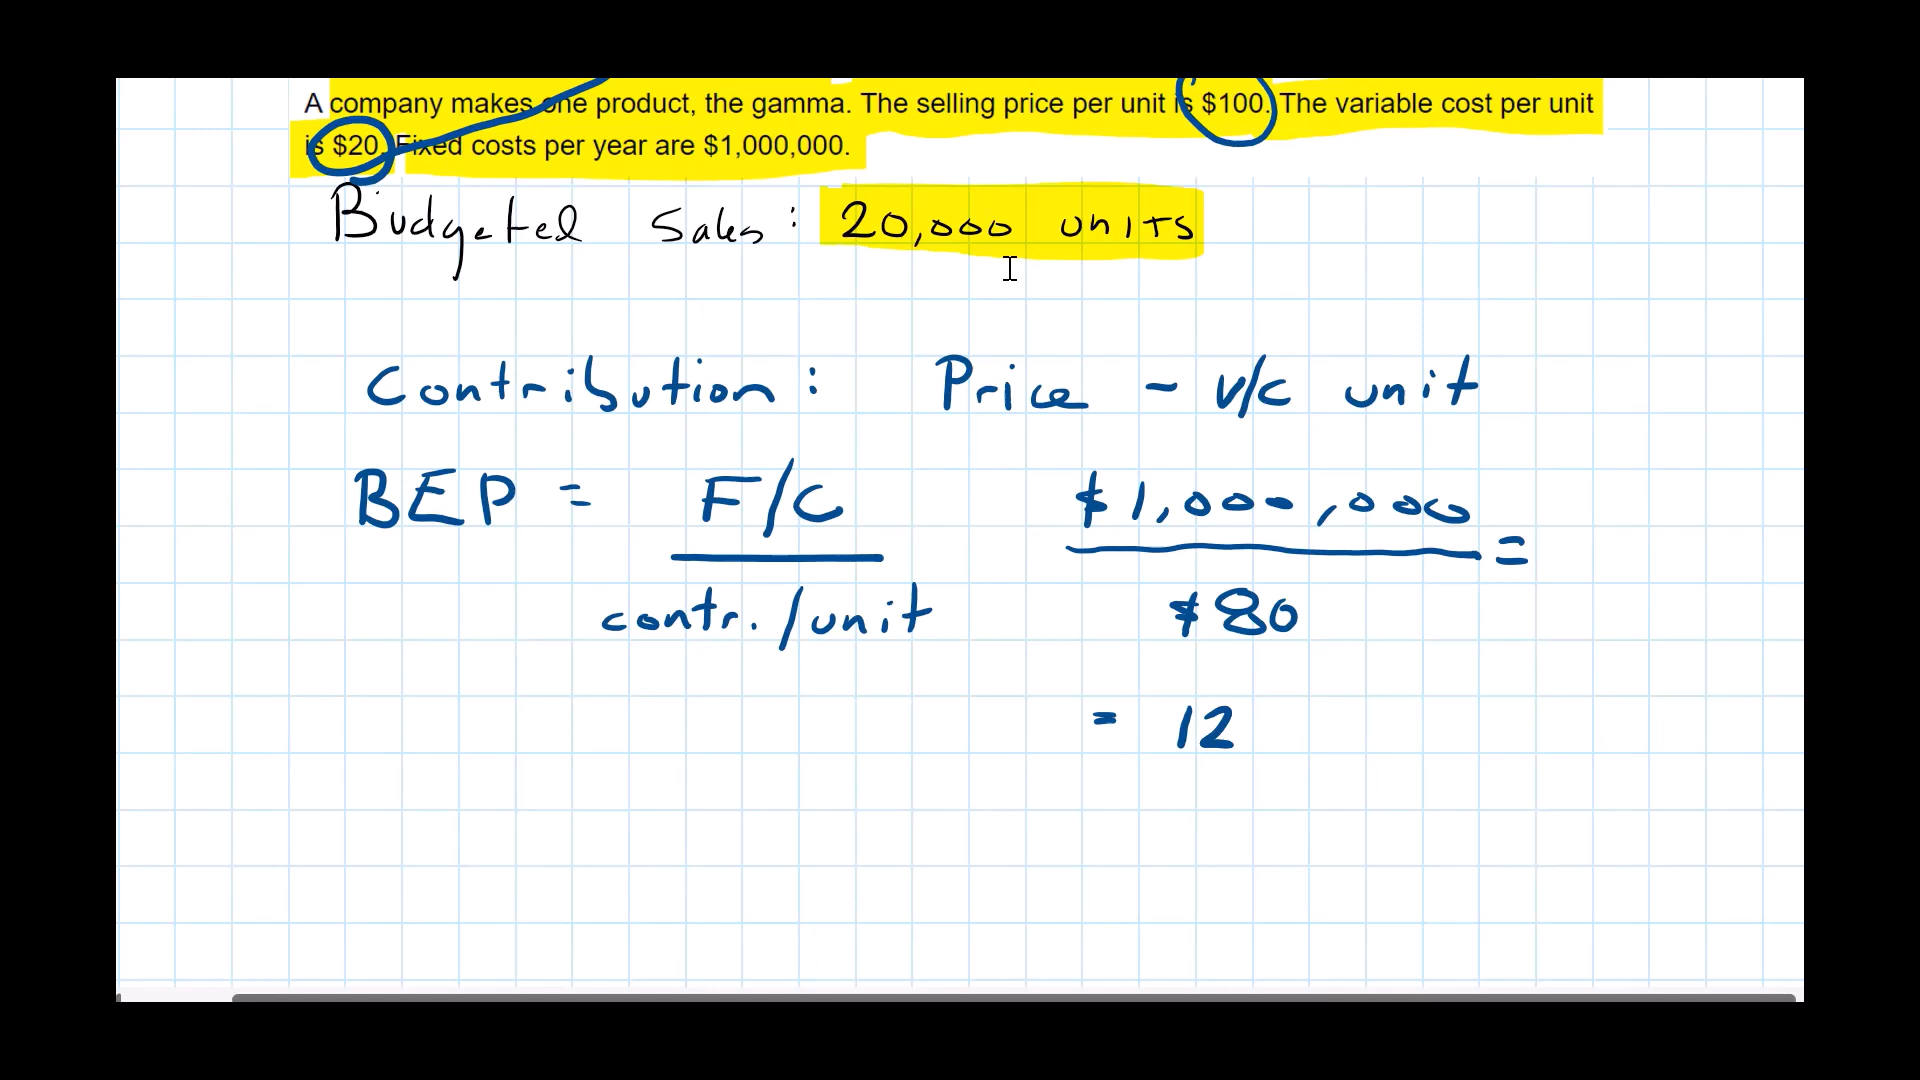 A company makes one product, the gamma. The selling price per unit is $100. The variable cost per unit
is $20. Fixed costs per year are $1,000,000.
Budgeted Sales: 20,000 units
Contribution: Price - v/c unit
BEP = F/C $1,000,000 =
contr./unit $80
= 12